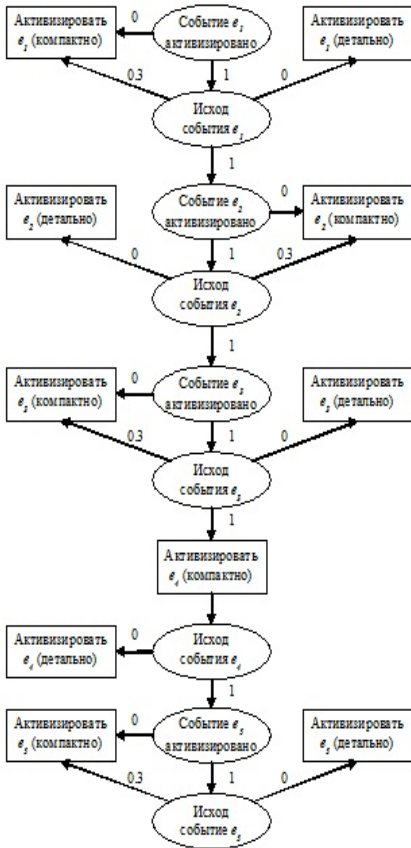 Активизировать
e₁ (компактно)
0
Событие e₁
активизировано
Активизировать
e₁ (детально)
0.3
1
0
Исход
события e₁
1
Активизировать
e₂ (детально)
Событие e₂
активизировано
0
Активизировать
e₂ (компактно)
0
1
0.3
Исход
события e₂
1
Активизировать
e₃ (компактно)
0
Событие e₃
активизировано
Активизировать
e₃ (детально)
0.3
1
0
Исход
события e₃
1
Активизировать
e₄ (компактно)
Активизировать
e₄ (детально)
0
Исход
события e₄
1
Активизировать
e₅ (компактно)
0
Событие e₅
активизировано
Активизировать
e₅ (детально)
0.3
1
0
Исход
событие e₅